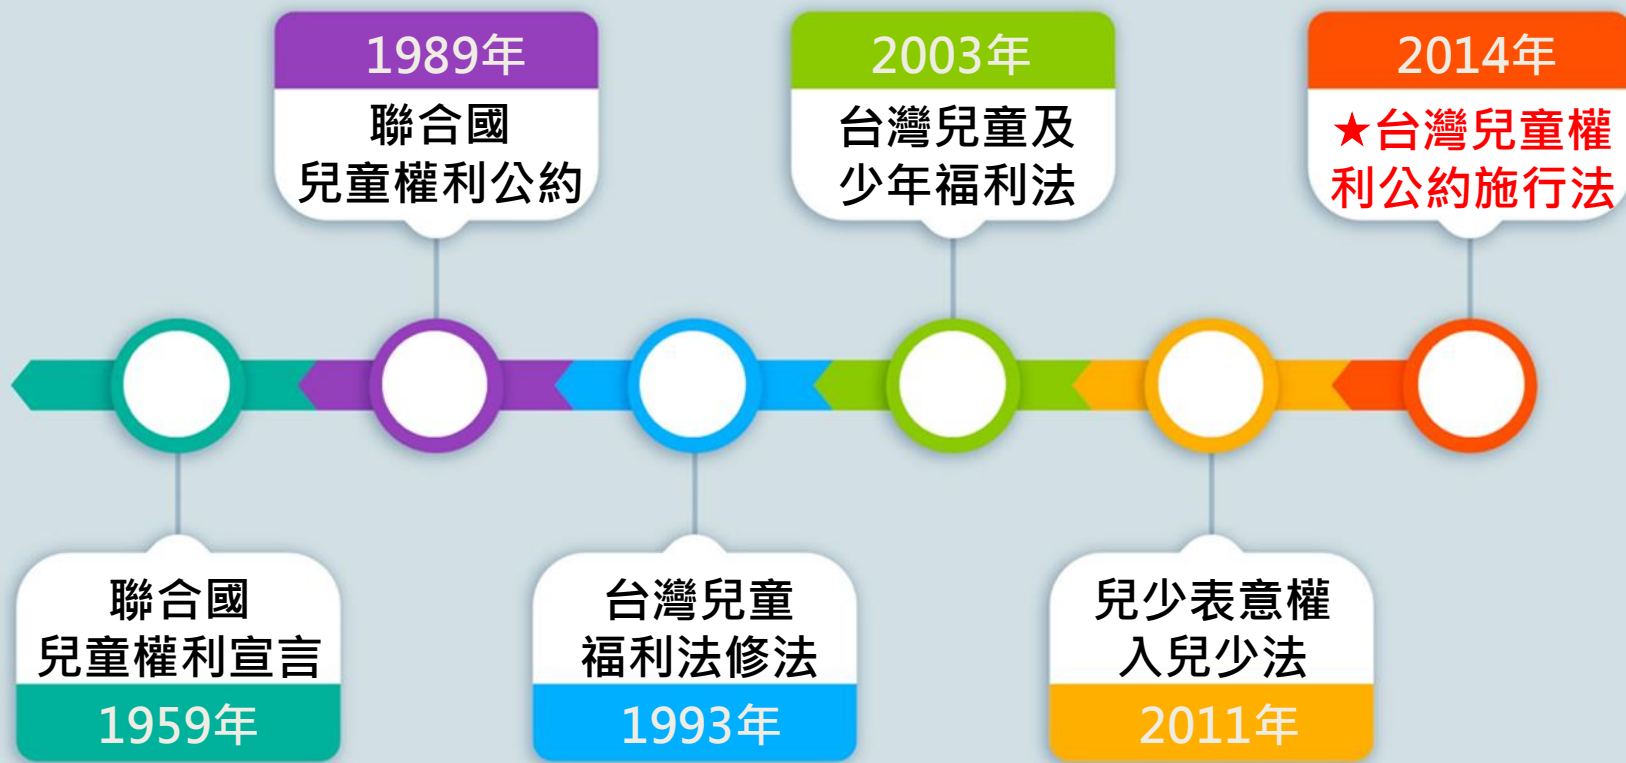 1989年
聯合國
兒童權利公約
2003年
台灣兒童及
少年福利法
2014年
★台灣兒童權
利公約施行法
聯合國
兒童權利宣言
1959年
台灣兒童
福利法修法
1993年
兒少表意權
入兒少法
2011年